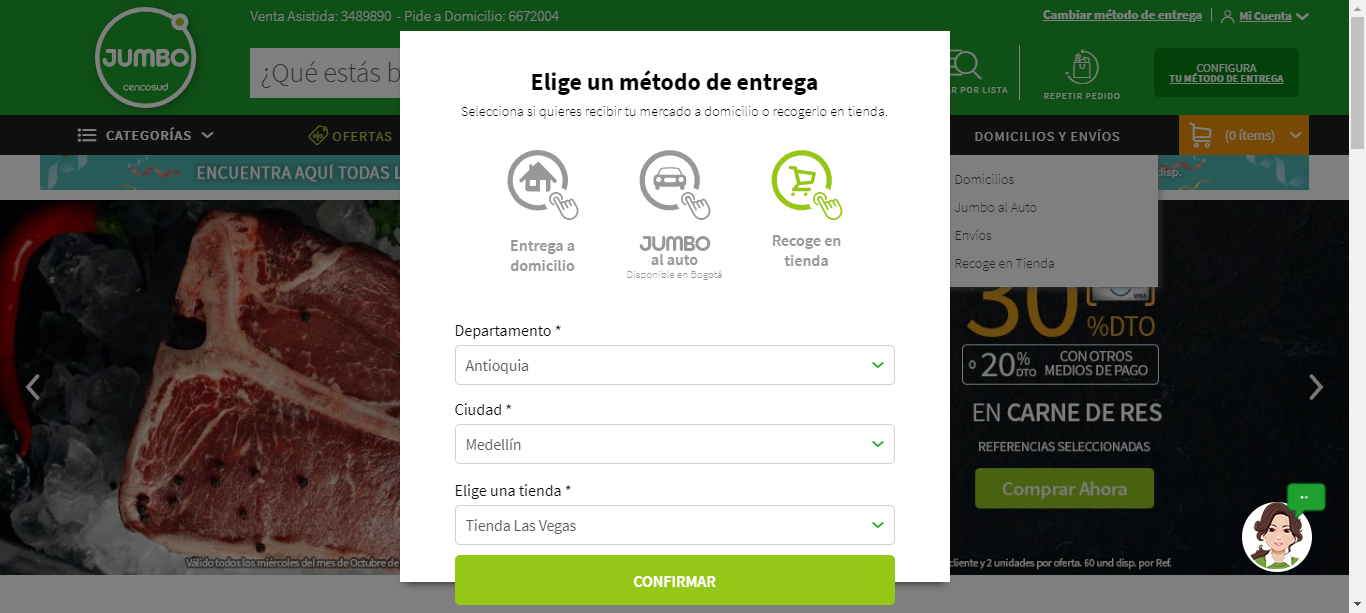 Venta Asistida: 3489890 - Pide a Domicilio: 6672004
Cambiar método de entrega
Mi Cuenta
JUMBO
cencosud
¿Qué estás b
R POR LISTA
REPETIR PEDIDO
CONFIGURA
TU MÉTODO DE ENTREGA
CATEGORÍAS
OFERTAS
DOMICILIOS Y ENVÍOS
(0 ítems)
ENCUENTRA AQUÍ TODAS L
disp.
Domicilios
Jumbo al Auto
Envíos
Recoge en Tienda
Elige un método de entrega
Selecciona si quieres recibir tu mercado a domicilio o recogerlo en tienda.
Entrega a
domicilio
JUMBO
al auto
Disponible en Bogotá
Recoge en
tienda
Departamento *
Antioquia
Ciudad *
Medellín
Elige una tienda *
Tienda Las Vegas
CONFIRMAR
30 %DTO
VISA
o 20% DTO CON OTROS
MEDIOS DE PAGO
EN CARNE DE RES
REFERENCIAS SELECCIONADAS
Comprar Ahora
Válido todos los miércoles del mes de Octubre de
cliente y 2 unidades por oferta. 60 und disp. por Ref.